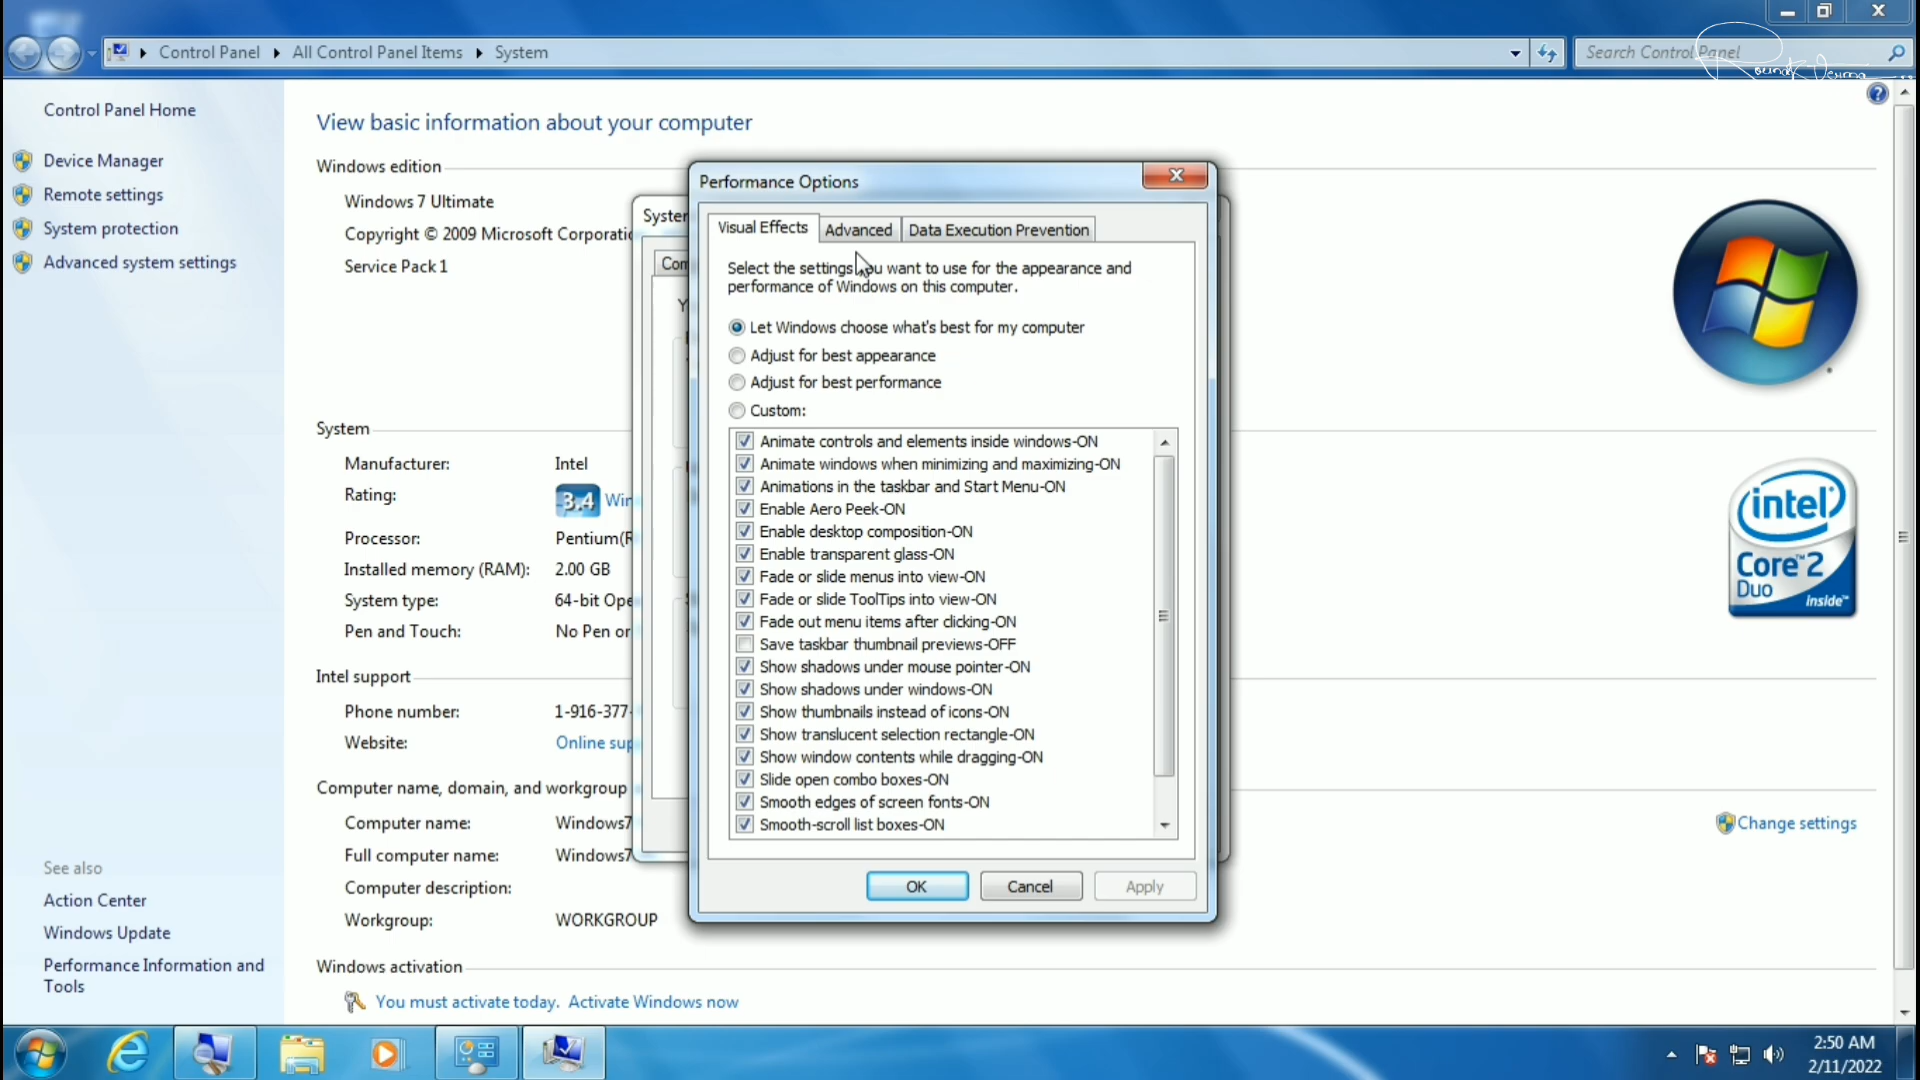 Control Panel ▸ All Control Panel Items ▸ System
Search Control Panel
Rounak Verma
Control Panel Home
Device Manager
Remote settings
System protection
Advanced system settings
See also
Action Center
Windows Update
Performance Information and
Tools
View basic information about your computer
Windows edition
Windows 7 Ultimate
Copyright © 2009 Microsoft Corporatio
Service Pack 1
System
Manufacturer: Intel
Rating: 3.4 Win
Processor: Pentium(R
Installed memory (RAM): 2.00 GB
System type: 64-bit Ope
Pen and Touch: No Pen or
Intel support
Phone number: 1-916-377-
Website: Online sup
Computer name, domain, and workgroup
Computer name: Windows7
Full computer name: Windows7
Computer description:
Workgroup: WORKGROUP
Change settings
Windows activation
You must activate today. Activate Windows now
intel
Core™2
Duo
inside™
System
Com
Y
Performance Options
Visual Effects
Advanced
Data Execution Prevention
Select the settings you want to use for the appearance and
performance of Windows on this computer.
Let Windows choose what's best for my computer
Adjust for best appearance
Adjust for best performance
Custom:
Animate controls and elements inside windows-ON
Animate windows when minimizing and maximizing-ON
Animations in the taskbar and Start Menu-ON
Enable Aero Peek-ON
Enable desktop composition-ON
Enable transparent glass-ON
Fade or slide menus into view-ON
Fade or slide ToolTips into view-ON
Fade out menu items after clicking-ON
Save taskbar thumbnail previews-OFF
Show shadows under mouse pointer-ON
Show shadows under windows-ON
Show thumbnails instead of icons-ON
Show translucent selection rectangle-ON
Show window contents while dragging-ON
Slide open combo boxes-ON
Smooth edges of screen fonts-ON
Smooth-scroll list boxes-ON
OK
Cancel
Apply
2:50 AM
2/11/2022